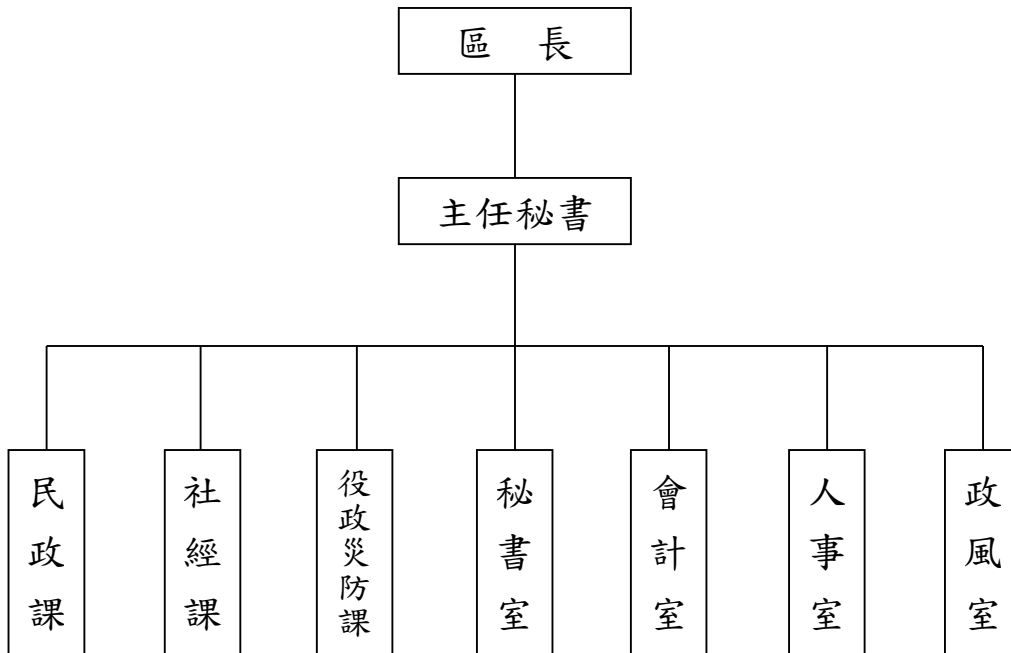 區 長
主任秘書
民政課
社經課
役政災防課
秘書室
會計室
人事室
政風室